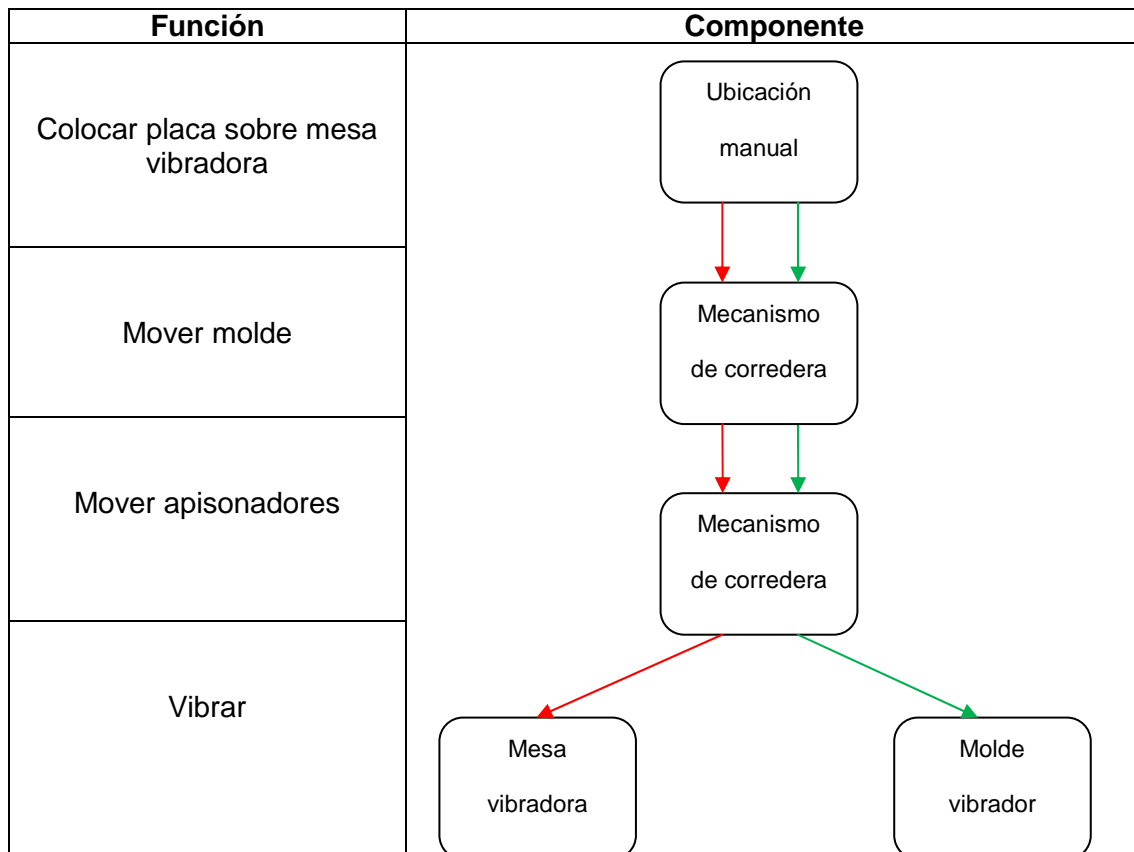 Función
Componente
Colocar placa sobre mesa
vibradora
Ubicación
manual
Mover molde
Mecanismo
de corredera
Mover apisonadores
Mecanismo
de corredera
Vibrar
Mesa
vibradora
Molde
vibrador